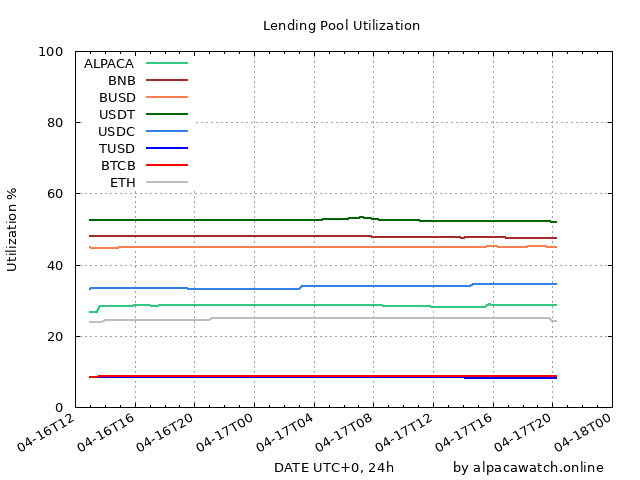 Lending Pool Utilization
100
80
60
40
20
0
Utilization %
ALPACA
BNB
BUSD
USDT
USDC
TUSD
BTCB
ETH
04-16T12
04-16T16
04-16T20
04-17T00
04-17T04
04-17T08
04-17T12
04-17T16
04-17T20
04-18T00
DATE UTC+0, 24h
by alpacawatch.online